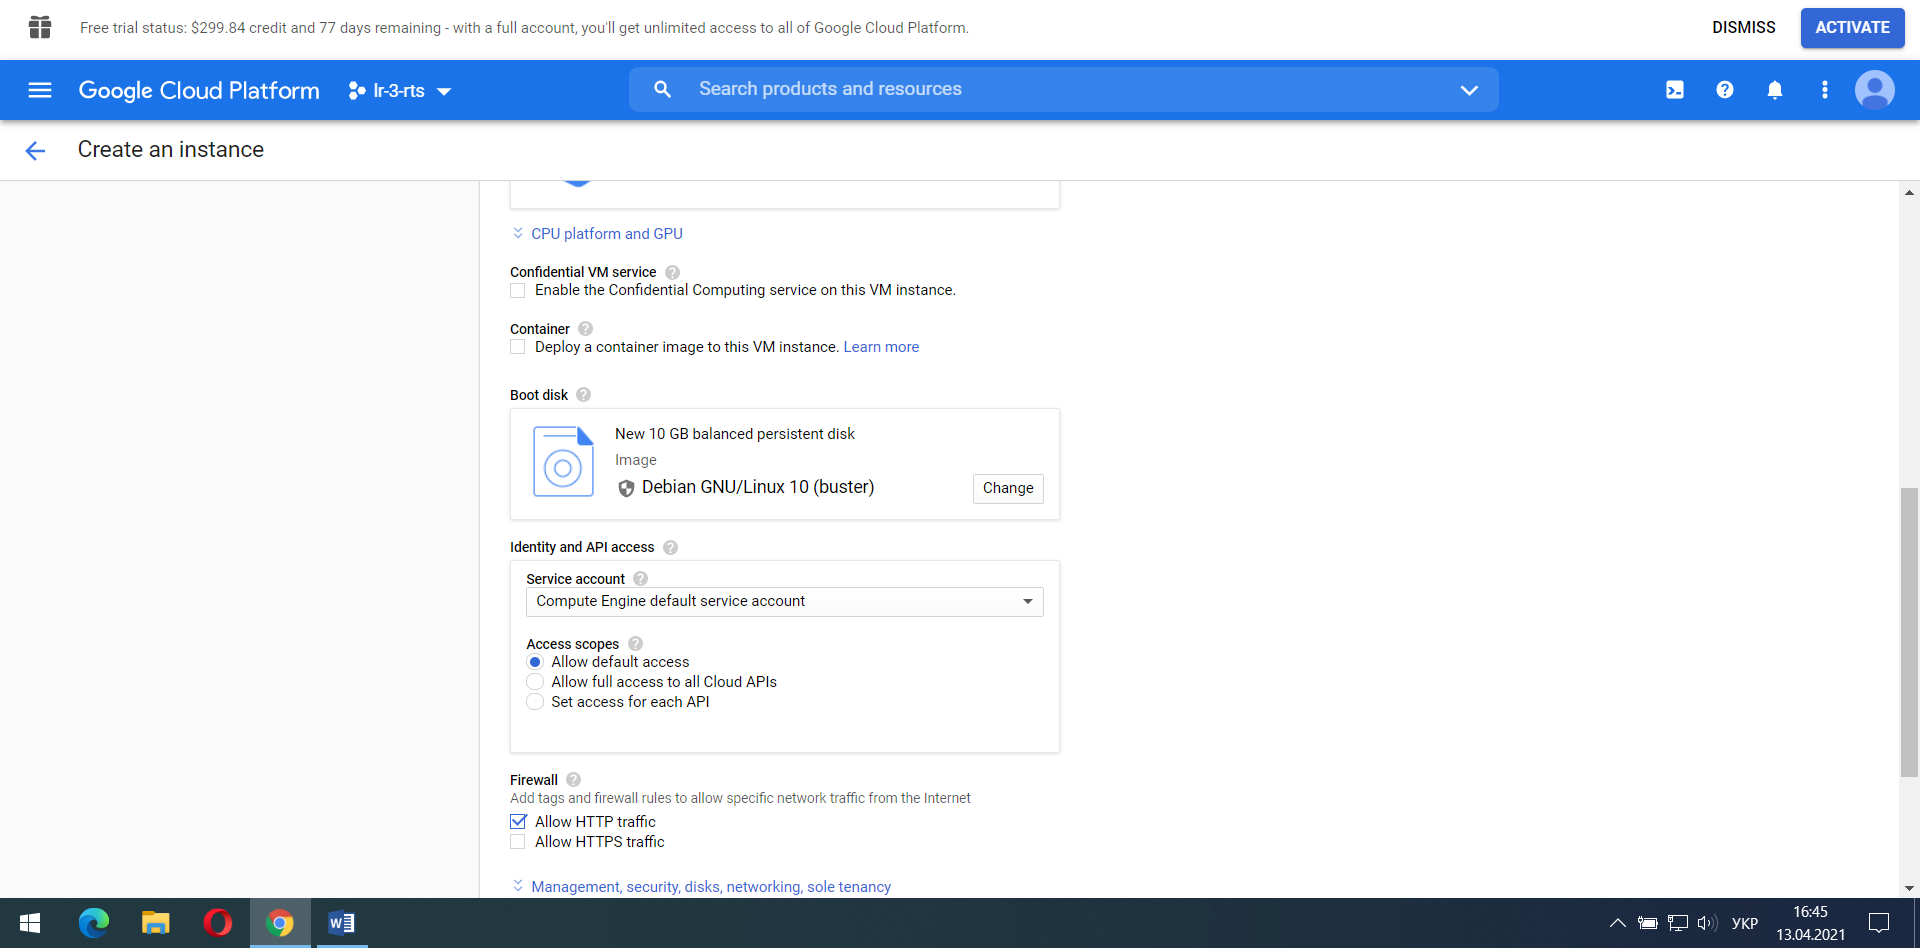 Free trial status: $299.84 credit and 77 days remaining - with a full account, you'll get unlimited access to all of Google Cloud Platform.
DISMISS
ACTIVATE
Google Cloud Platform
lr-3-rts
Search products and resources
Create an instance
CPU platform and GPU
Confidential VM service
Enable the Confidential Computing service on this VM instance.
Container
Deploy a container image to this VM instance. Learn more
Boot disk
New 10 GB balanced persistent disk
Image
Debian GNU/Linux 10 (buster)
Change
Identity and API access
Service account
Compute Engine default service account
Access scopes
Allow default access
Allow full access to all Cloud APIs
Set access for each API
Firewall
Add tags and firewall rules to allow specific network traffic from the Internet
Allow HTTP traffic
Allow HTTPS traffic
Management, security, disks, networking, sole tenancy
УКР
16:45
13.04.2021